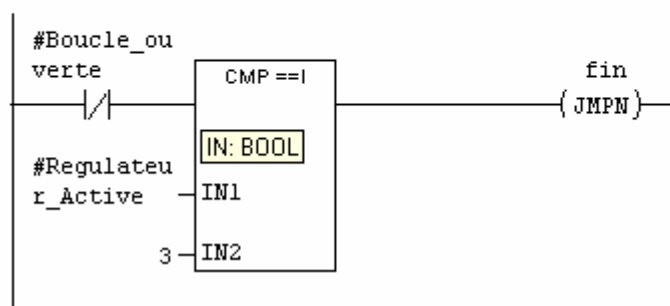 #Boucle_ou
verte
CMP ==I
fin
JMPN
IN: BOOL
#Regulateu
r_Active
IN1
3
IN2